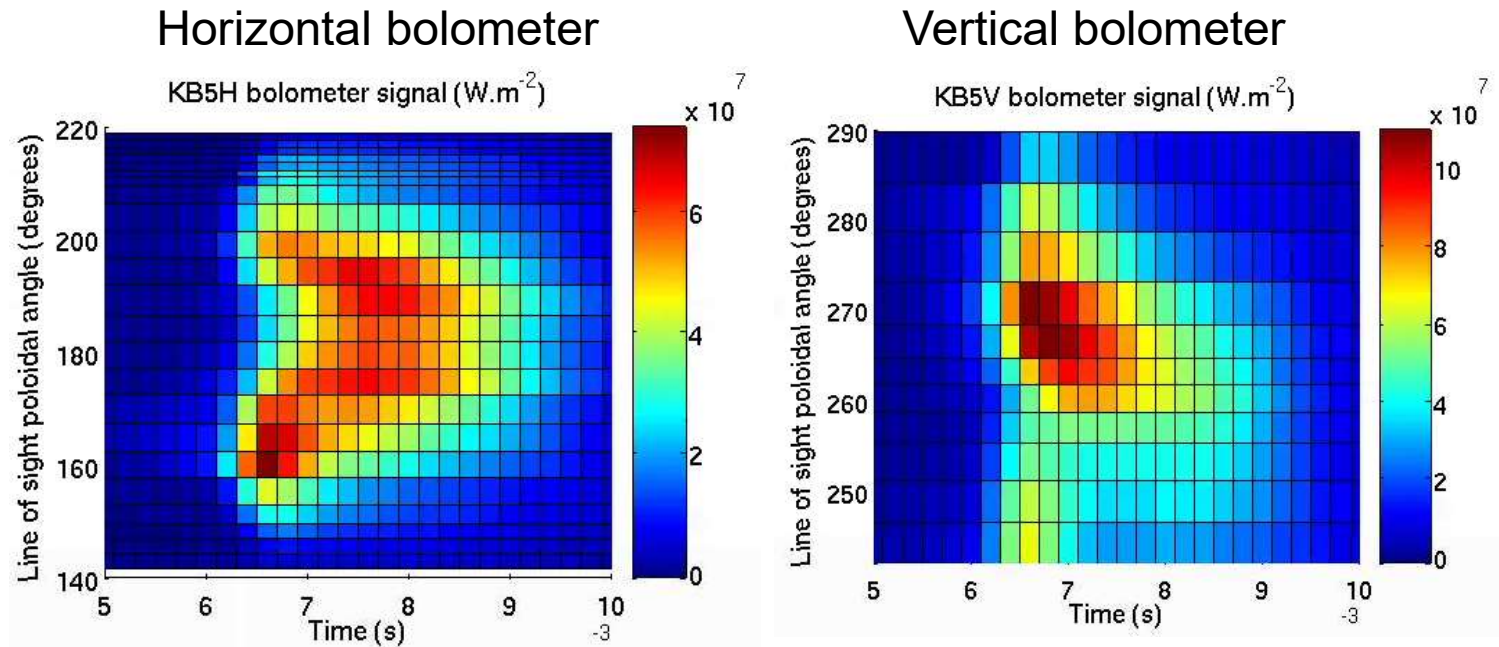 Horizontal bolometer
KB5H bolometer signal (W.m-2)
7
x 10
220
200
180
160
140
Line of sight poloidal angle (degrees)
5 6 7 8 9 10
Time (s)
-3
6
4
2
0
Vertical bolometer
KB5V bolometer signal (W.m-2)
7
x 10
290
280
270
260
250
Line of sight poloidal angle (degrees)
5 6 7 8 9 10
Time (s)
-3
10
8
6
4
2
0